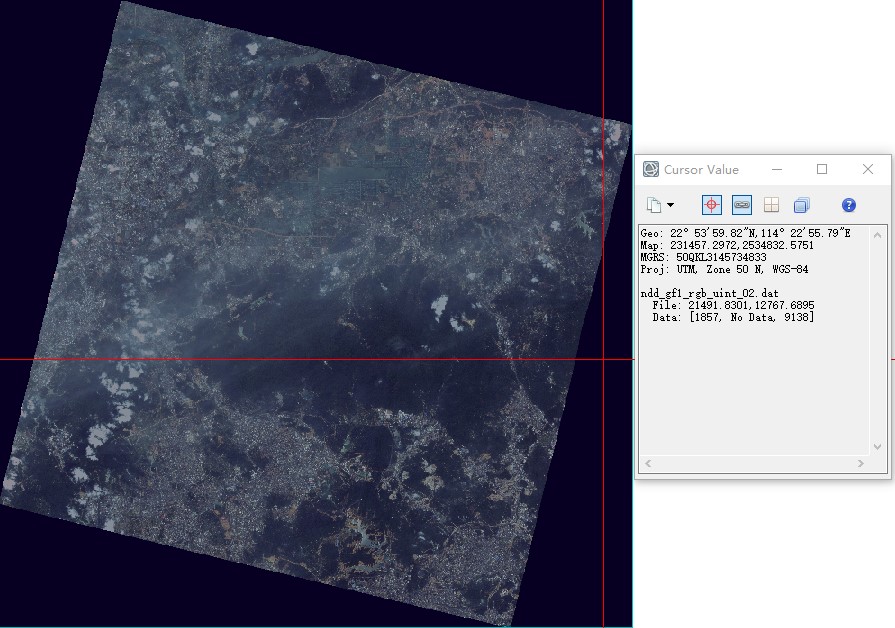 Cursor Value
Geo: 22° 53'59.82"N,114° 22'55.79"E
Map: 231457.2972,2534832.5751
MGRS: 50QKL3145734833
Proj: UTM, Zone 50 N, WGS-84
ndd_gf1_rgb_uint_02.dat
File: 21491.8301,12767.6895
Data: [1857, No Data, 9138]